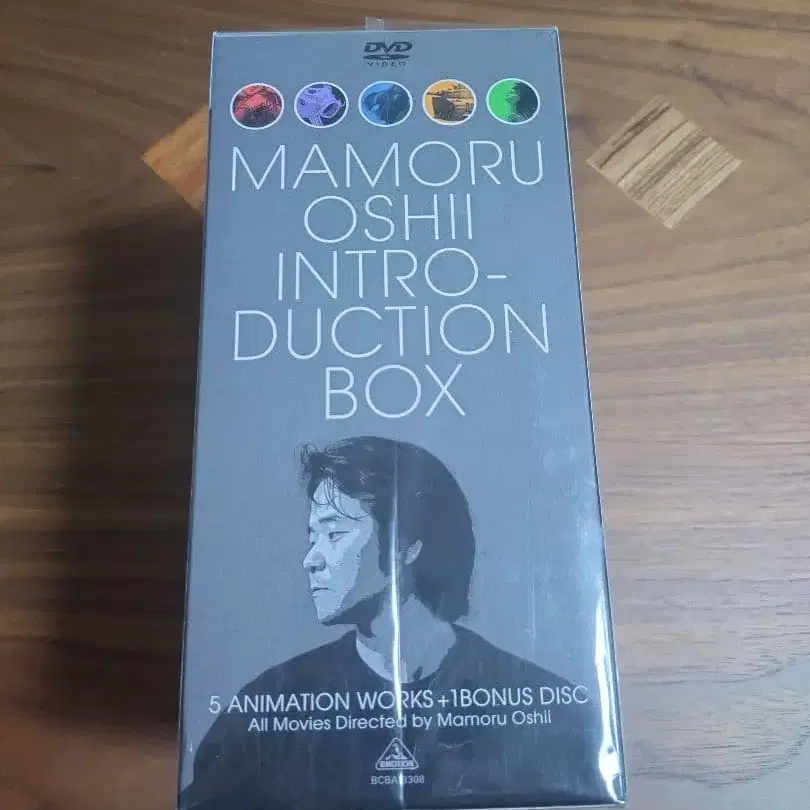 DVD
VIDEO
MAMORU
OSHII
INTRO-
DUCTION
BOX
5 ANIMATION WORKS+1BONUS DISC
All Movies Directed by Mamoru Oshii
EMOTION